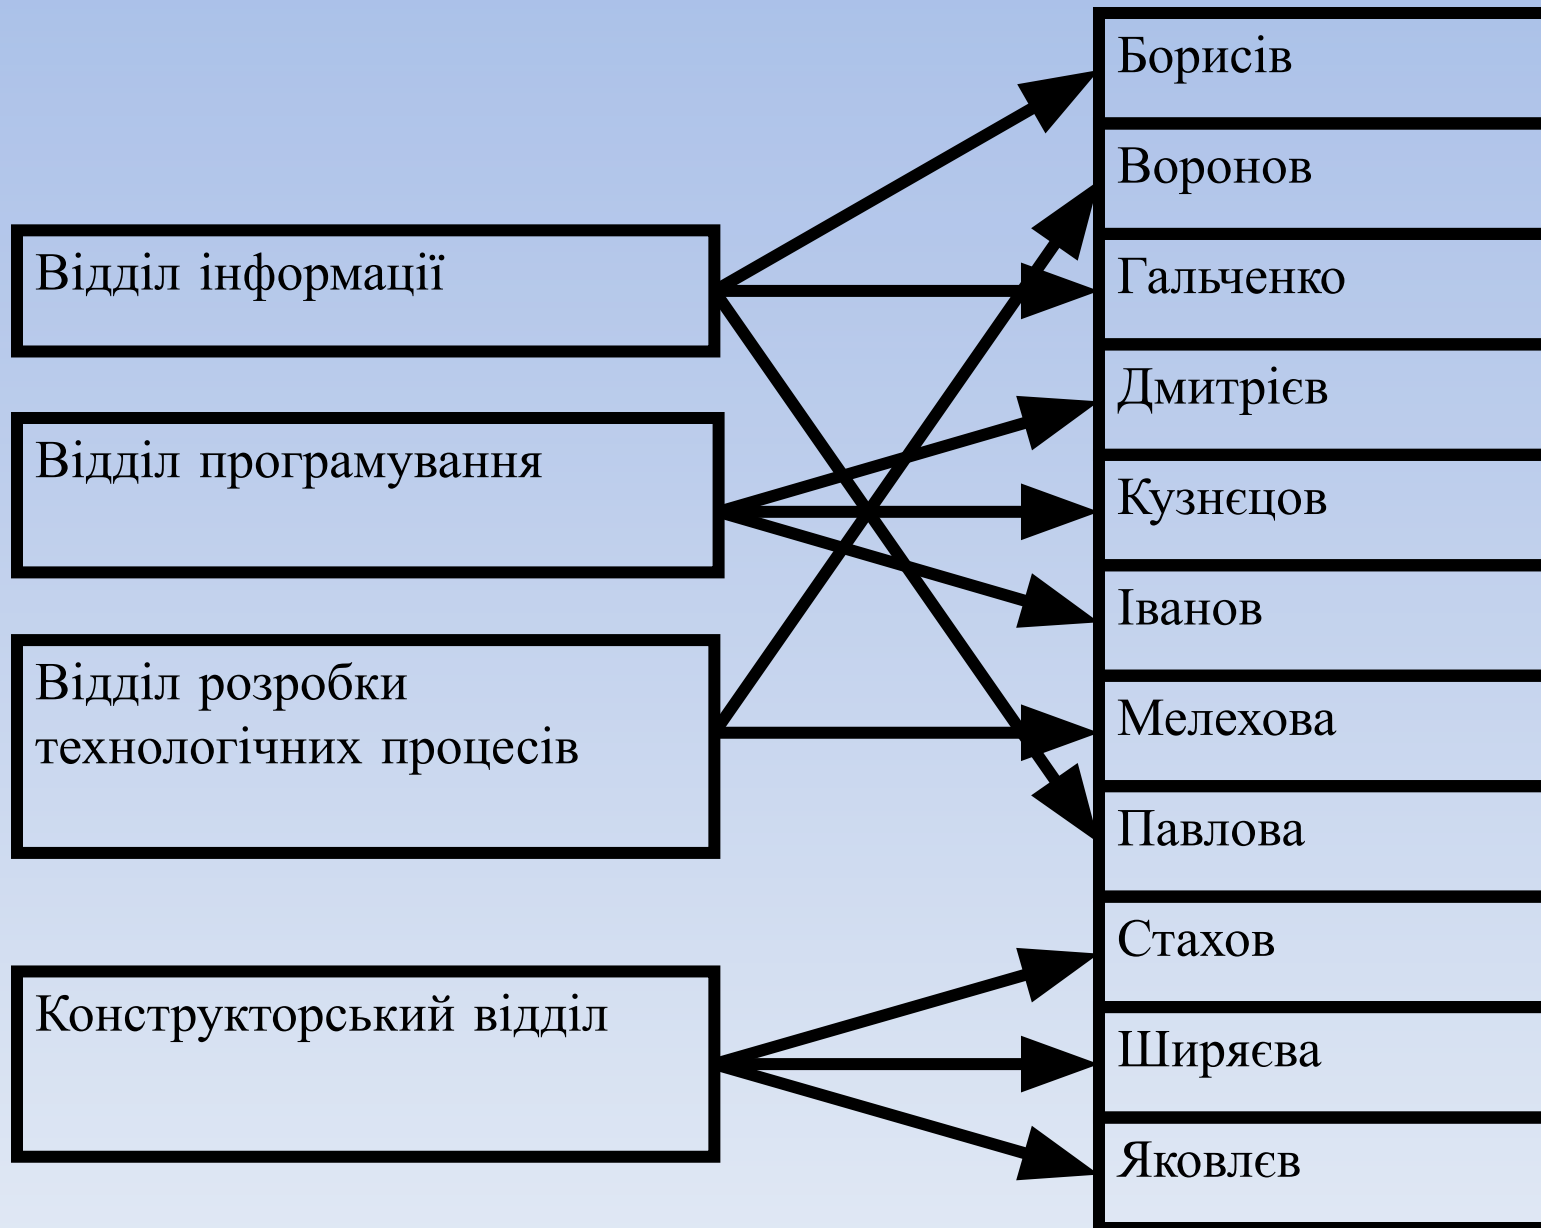 Відділ інформації
Відділ програмування
Відділ розробки
технологічних процесів
Конструкторський відділ
Борисів
Воронов
Гальченко
Дмитрієв
Кузнєцов
Іванов
Мелехова
Павлова
Стахов
Ширяєва
Яковлєв